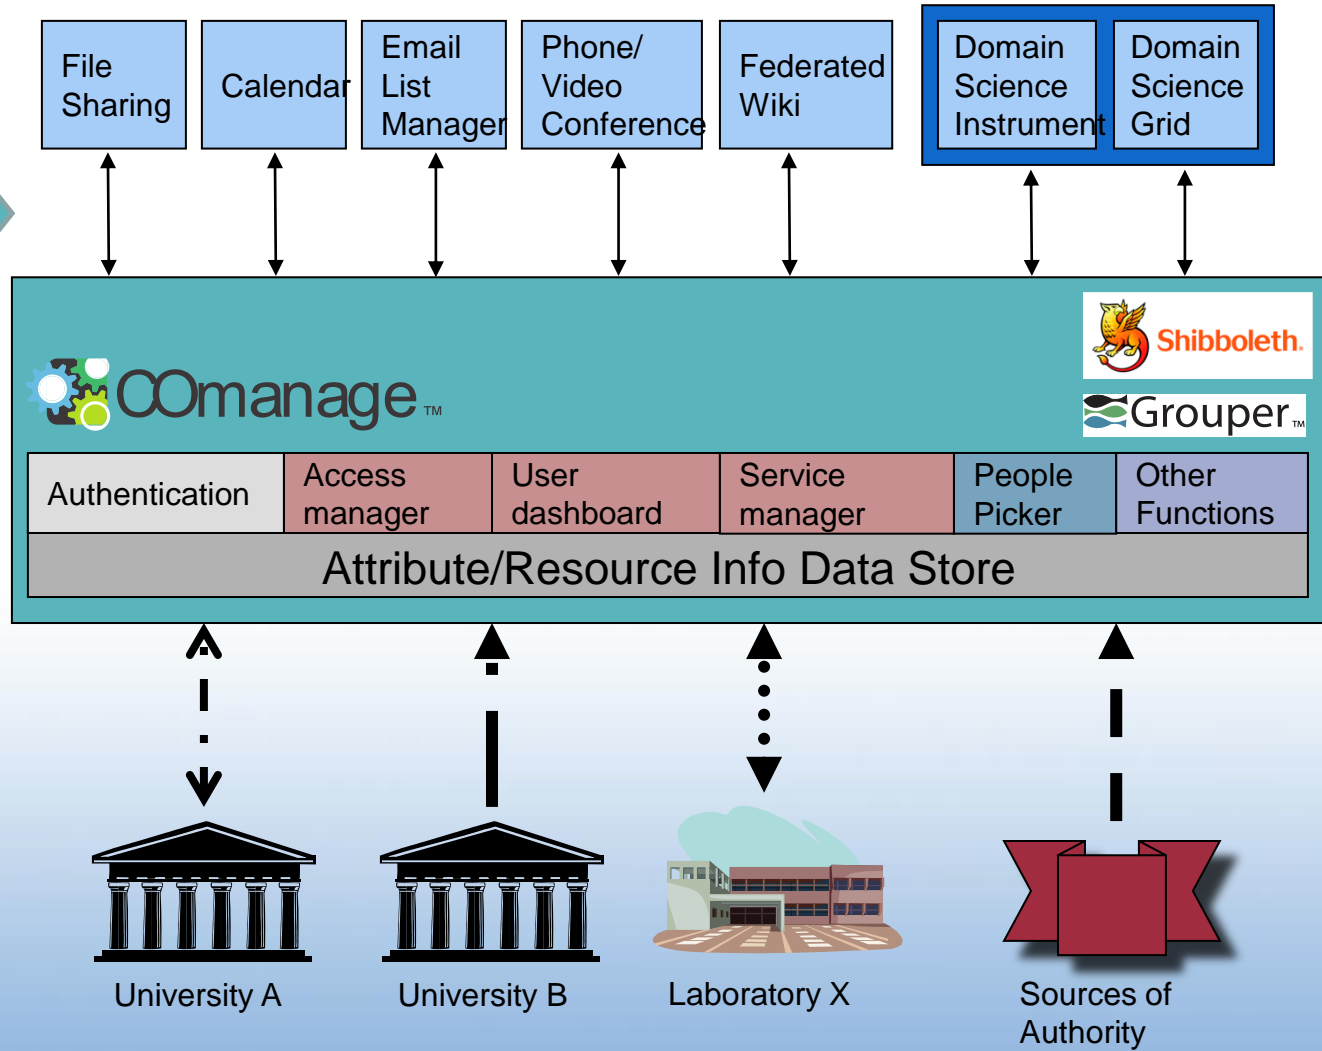 File
Sharing
Calendar
Email
List
Manager
Phone/
Video
Conference
Federated
Wiki
Domain
Science
Instrument
Domain
Science
Grid
Shibboleth.
COmanage™
Grouper™
Authentication
Access
manager
User
dashboard
Service
manager
People
Picker
Other
Functions
Attribute/Resource Info Data Store
University A
University B
Laboratory X
Sources of
Authority